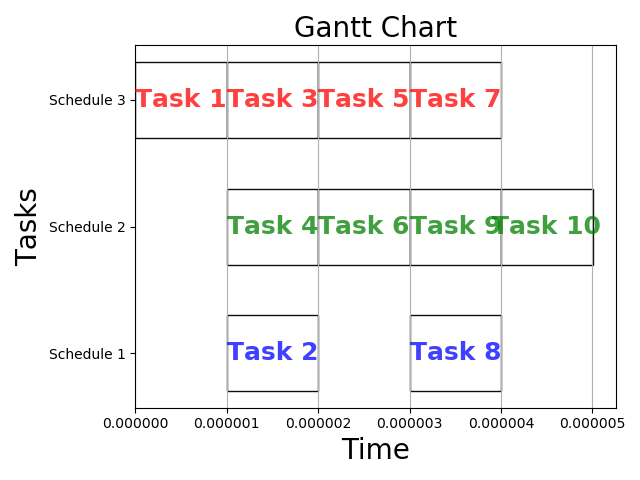 Gantt Chart
Schedule 3
Task 1 Task 3 Task 5 Task 7
Schedule 2
Task 4 Task 6 Task 9 Task 10
Schedule 1
Task 2 Task 8
Tasks
0.000000 0.000001 0.000002 0.000003 0.000004 0.000005
Time